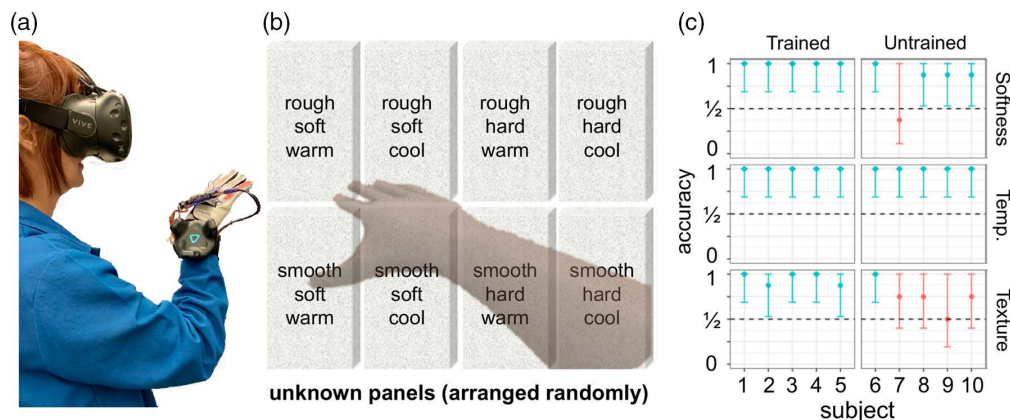 (a)
VIVE
(b)
rough
soft
warm
rough
soft
cool
rough
hard
warm
rough
hard
cool
smooth
soft
warm
smooth
soft
cool
smooth
hard
warm
smooth
hard
cool
unknown panels (arranged randomly)
(c)
Trained
Untrained
accuracy
1
½
0
Softness
1
½
0
Temp.
1
½
0
Texture
1 2 3 4 5 6 7 8 9 10
subject